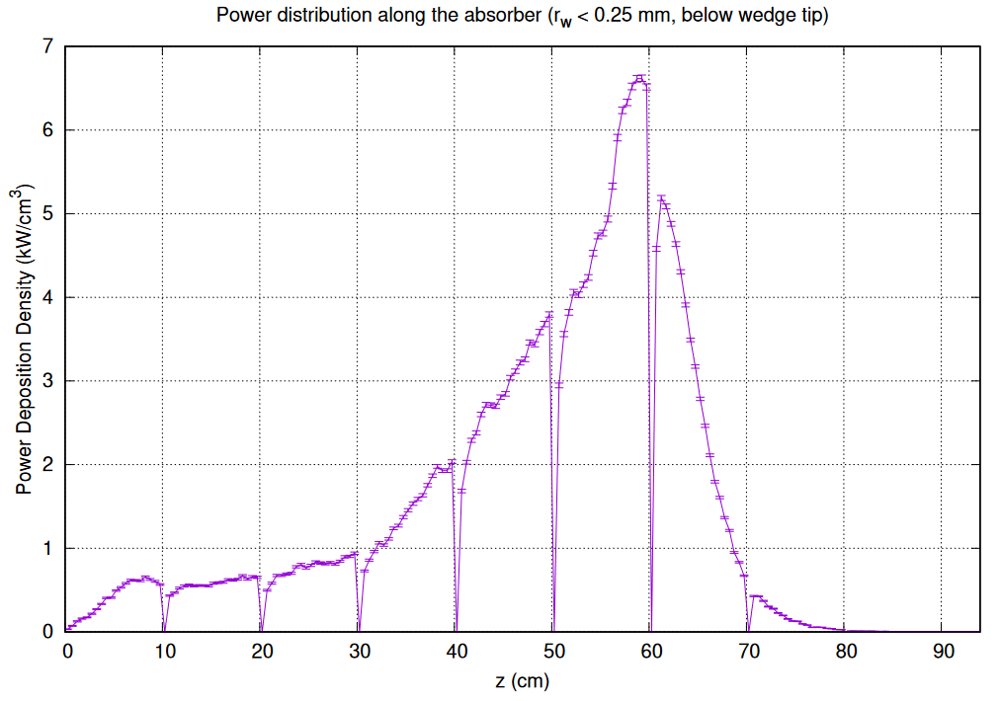 Power distribution along the absorber (r_w < 0.25 mm, below wedge tip)
Power Deposition Density (kW/cm³)
7
6
5
4
3
2
1
0
0 10 20 30 40 50 60 70 80 90
z (cm)